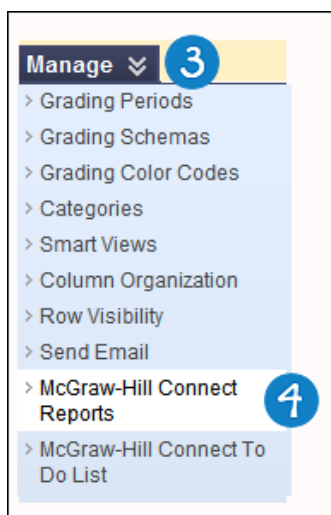 Manage 3
> Grading Periods
> Grading Schemas
> Grading Color Codes
> Categories
> Smart Views
> Column Organization
> Row Visibility
> Send Email
> McGraw-Hill Connect
Reports 4
> McGraw-Hill Connect To
Do List